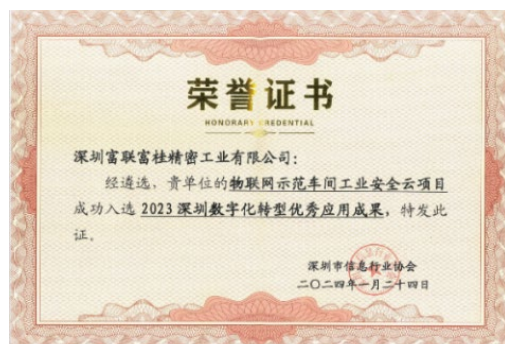 荣誉证书
HONORARY CREDENTIAL
深圳富联富桂精密工业有限公司：
经遴选，贵单位的物联网示范车间工业安全云项目
成功入选 2023 深圳数字化转型优秀应用成果，特发此
证。
深圳市信息行业协会
二〇二四年一月二十四日